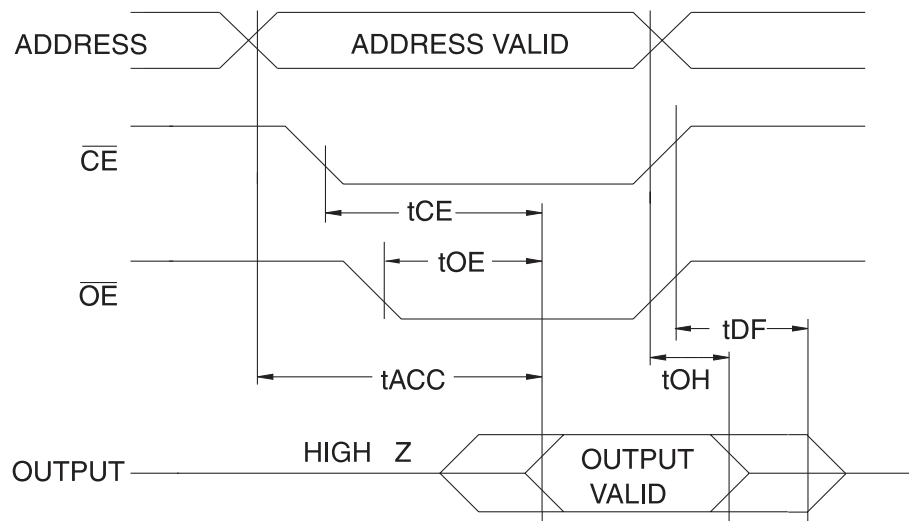 ADDRESS
ADDRESS VALID
CE
tCE
OE
tOE
tDF
tACC
tOH
OUTPUT
HIGH Z
OUTPUT
VALID